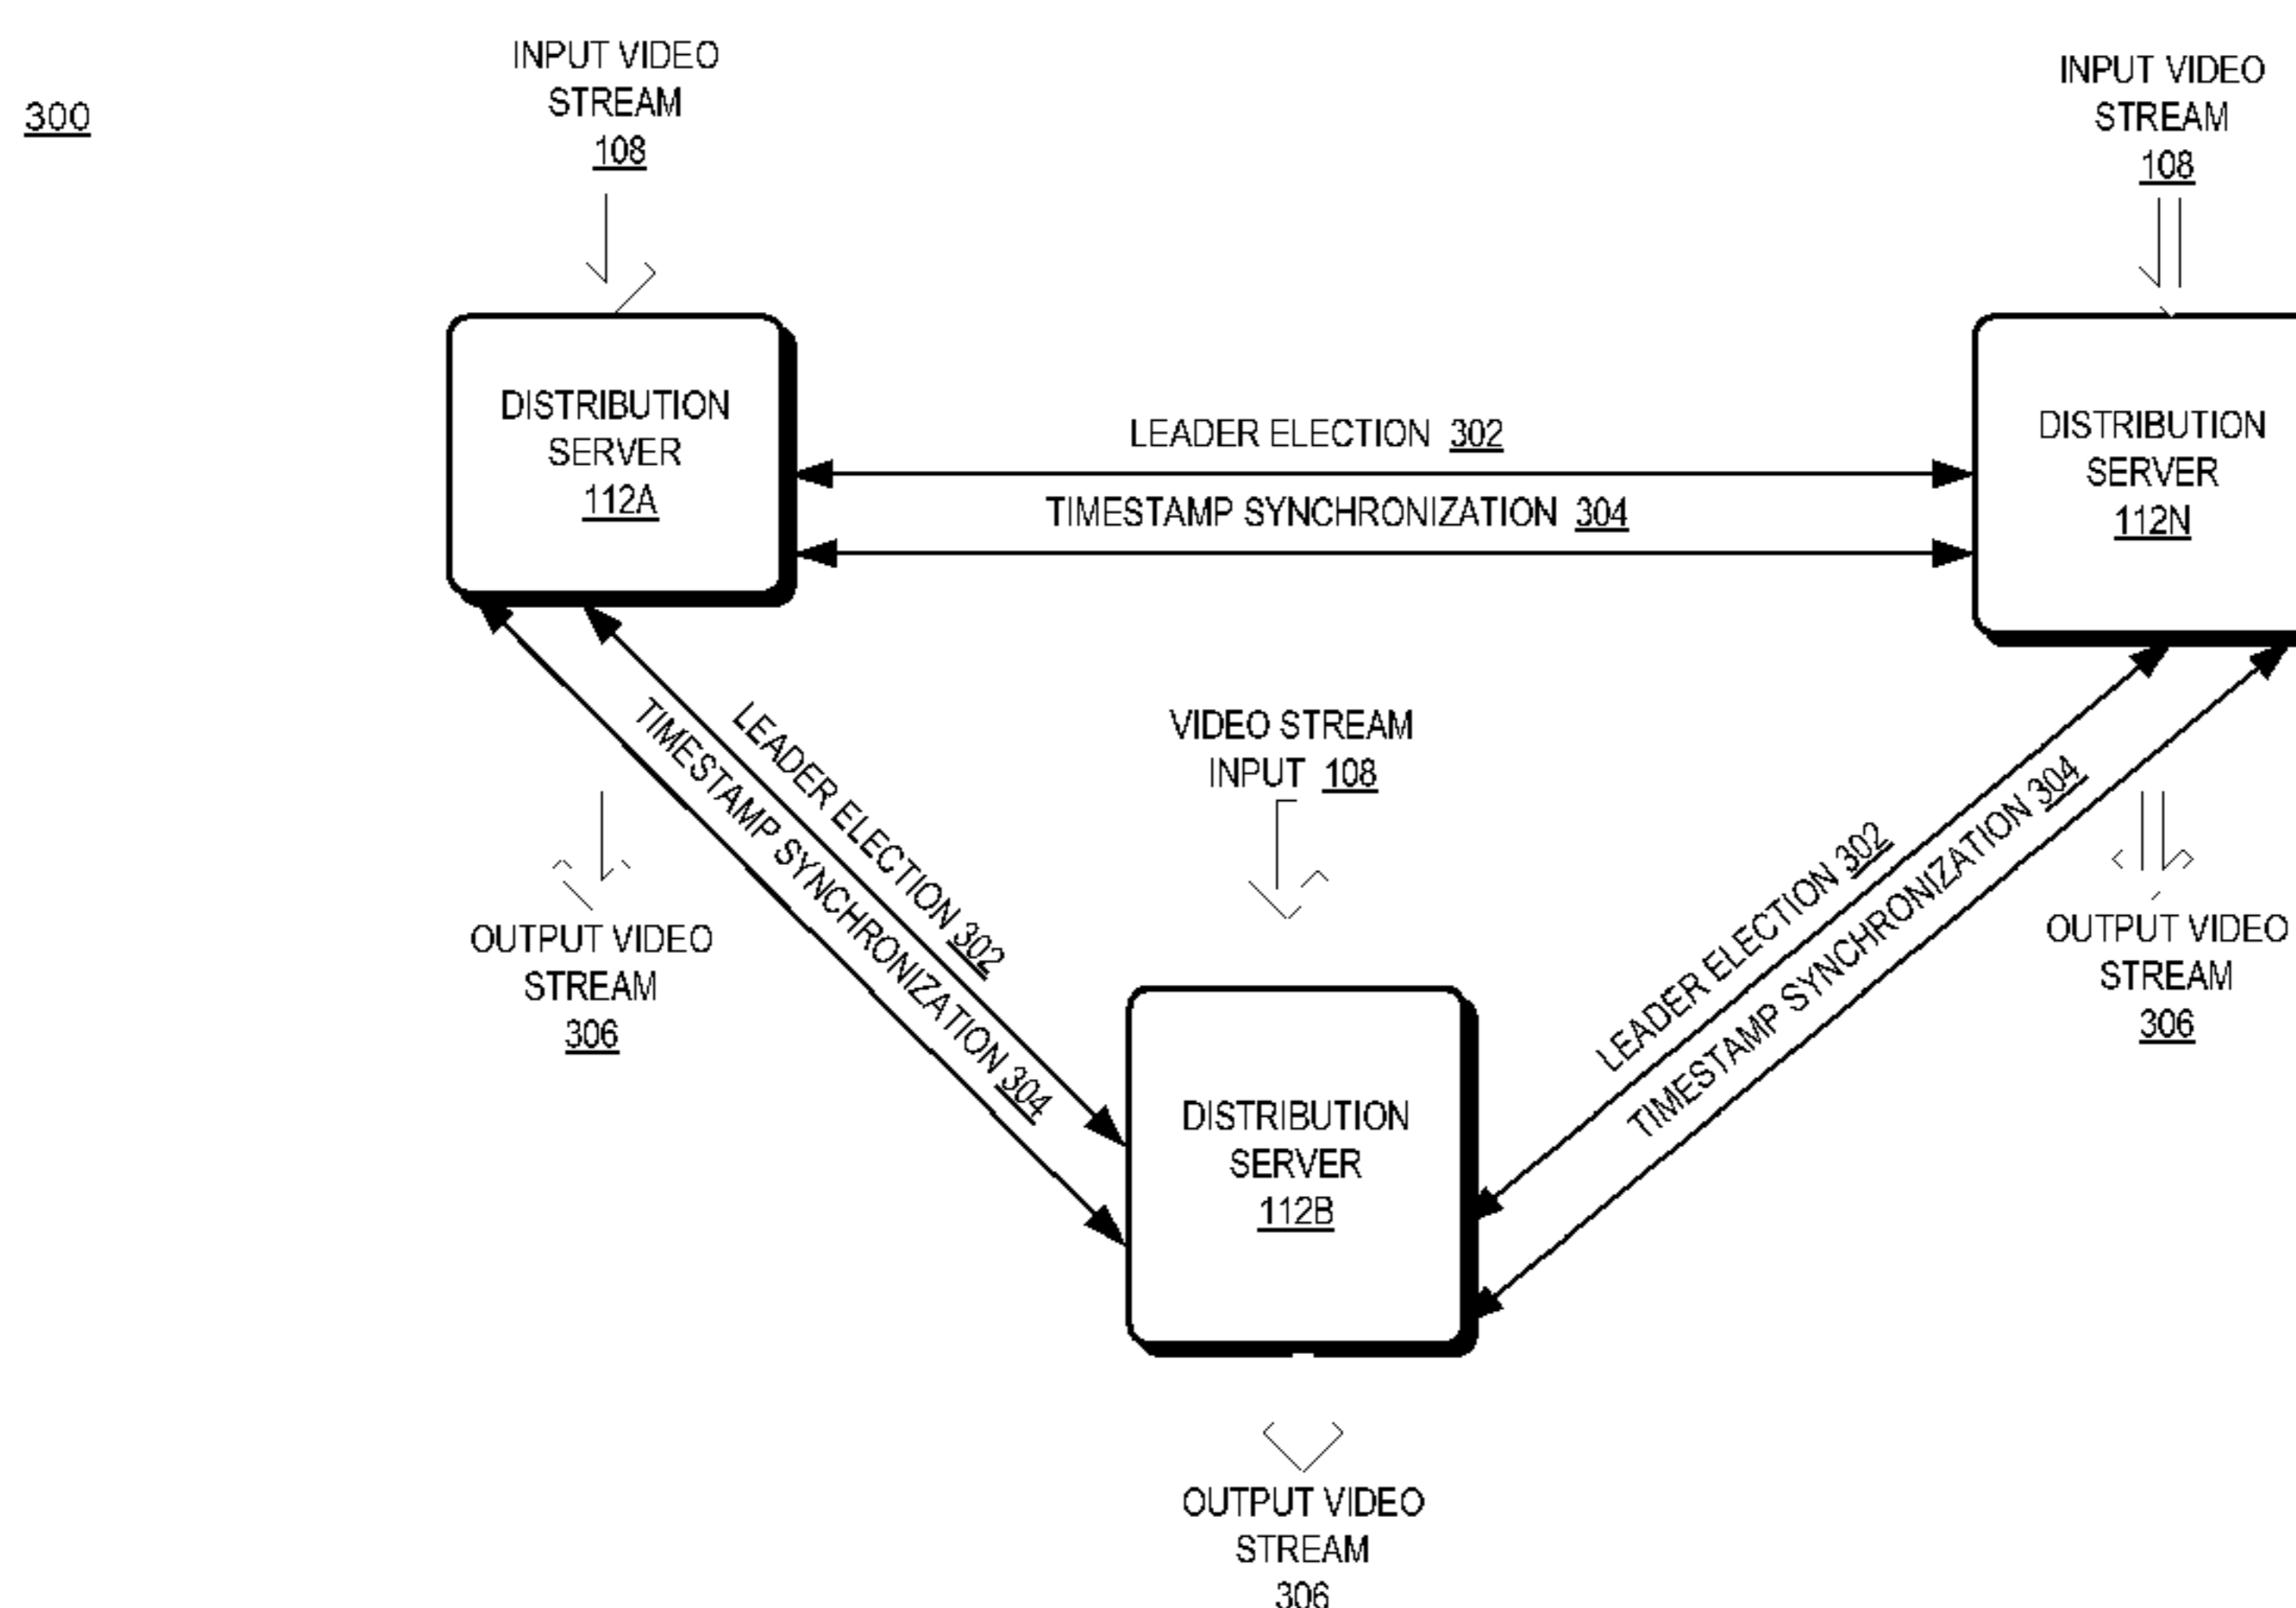 300
INPUT VIDEO
STREAM
108
INPUT VIDEO
STREAM
108
DISTRIBUTION
SERVER
112A
LEADER ELECTION 302
TIMESTAMP SYNCHRONIZATION 304
DISTRIBUTION
SERVER
112N
LEADER ELECTION 302
TIMESTAMP SYNCHRONIZATION 304
VIDEO STREAM
INPUT 108
LEADER ELECTION 302
TIMESTAMP SYNCHRONIZATION 304
OUTPUT VIDEO
STREAM
306
OUTPUT VIDEO
STREAM
306
DISTRIBUTION
SERVER
112B
OUTPUT VIDEO
STREAM
306